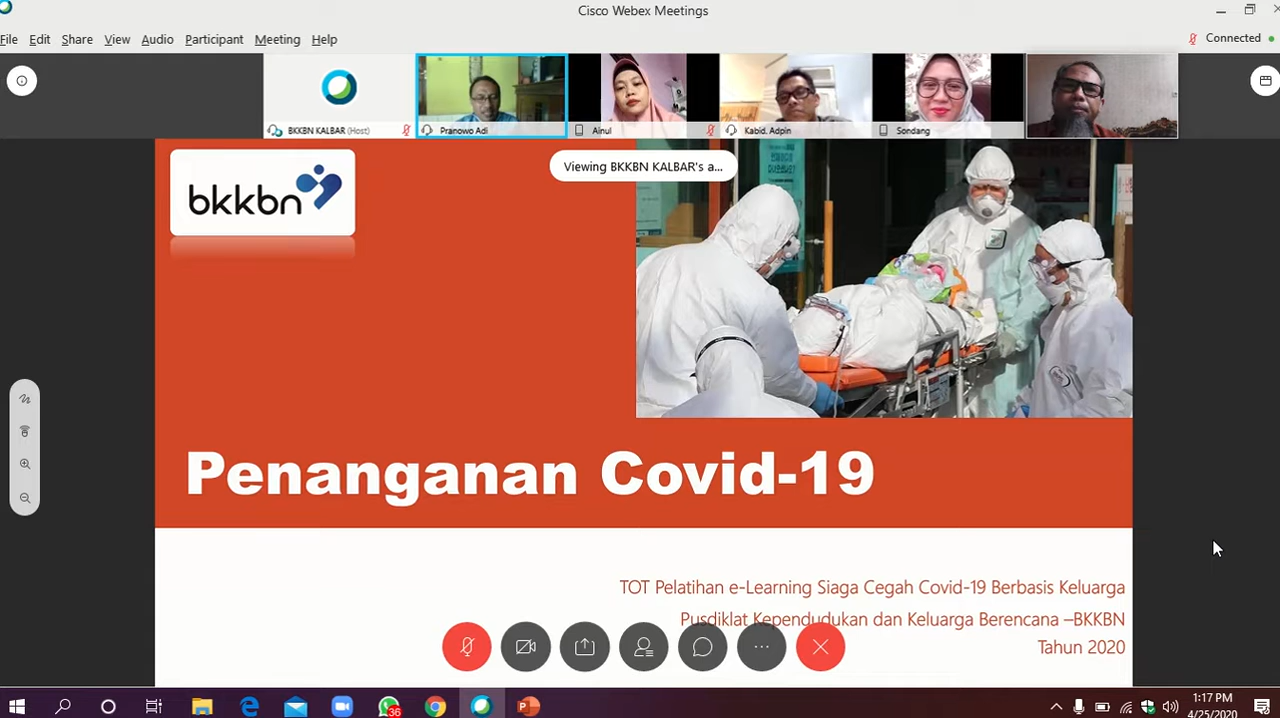 Cisco Webex Meetings
File Edit Share View Audio Participant Meeting Help
Connected
BKKBN KALBAR (Host)
Pranowo Adi
Ainul
Kabid. Adpin
Sondang
Viewing BKKBN KALBAR's a...
bkkbn
Penanganan Covid-19
TOT Pelatihan e-Learning Siaga Cegah Covid-19 Berbasis Keluarga
Pusdiklat Kependudukan dan Keluarga Berencana –BKKBN
Tahun 2020
36
1:17 PM
4/25/2020